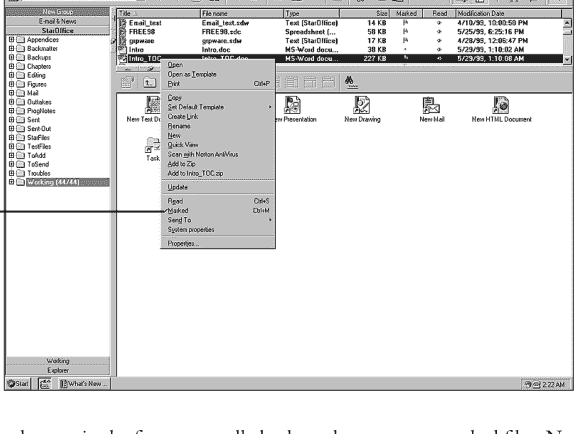 New Group
E-mail & News
StarOffice
Appendices
Backmatter
Backups
Chapters
Editing
Figures
Mail
Outtakes
ProgNotes
Sent
Sent-Out
StarFiles
TestFiles
ToAdd
ToSend
Troubles
Working (44/44)
Working
Explorer
Title File name Type Size Marked Read Modification Date
Email_test Email_test.sdw Text (StarOffice) 14 KB 4/10/99, 10:00:50 PM
FREE98 FREE98.sdc Spreadsheet (... 58 KB 5/25/99, 6:25:16 PM
grpware grpware.sdw Text (StarOffice) 17 KB 4/28/99, 12:06:47 PM
Intro Intro.doc MS-Word docu... 38 KB 5/29/99, 1:10:02 AM
Intro_TOC Intro_TOC.doc MS-Word docu... 227 KB 5/29/99, 1:10:08 AM
Open
Open as Template
Print Ctrl+P
Copy
Set Default Template
Create Link
Rename
New
Quick View
Scan with Norton AntiVirus
Add to Zip
Add to Intro_TOC.zip
Update
Read Ctrl+S
Marked Ctrl+M
Send To
System properties
Properties...
New Text Do
ew Presentation
New Drawing
New Mail
New HTML Document
Task
Start What's New ... 2:22 AM